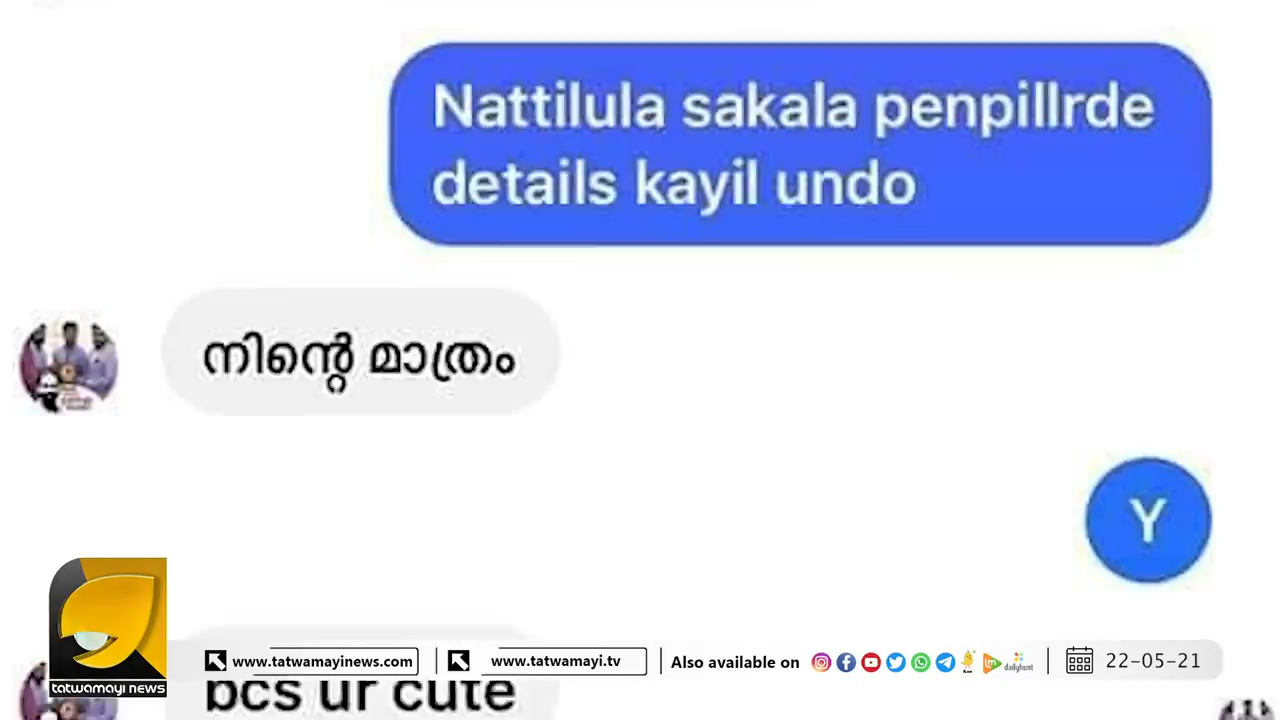 Nattilula sakala penpillrde
details kayil undo
നിന്റെ മാത്രം
Y
bcs ur cute
tatwamayi news
www.tatwamayinews.com
www.tatwamayi.tv
Also available on
dailyhunt
22-05-21